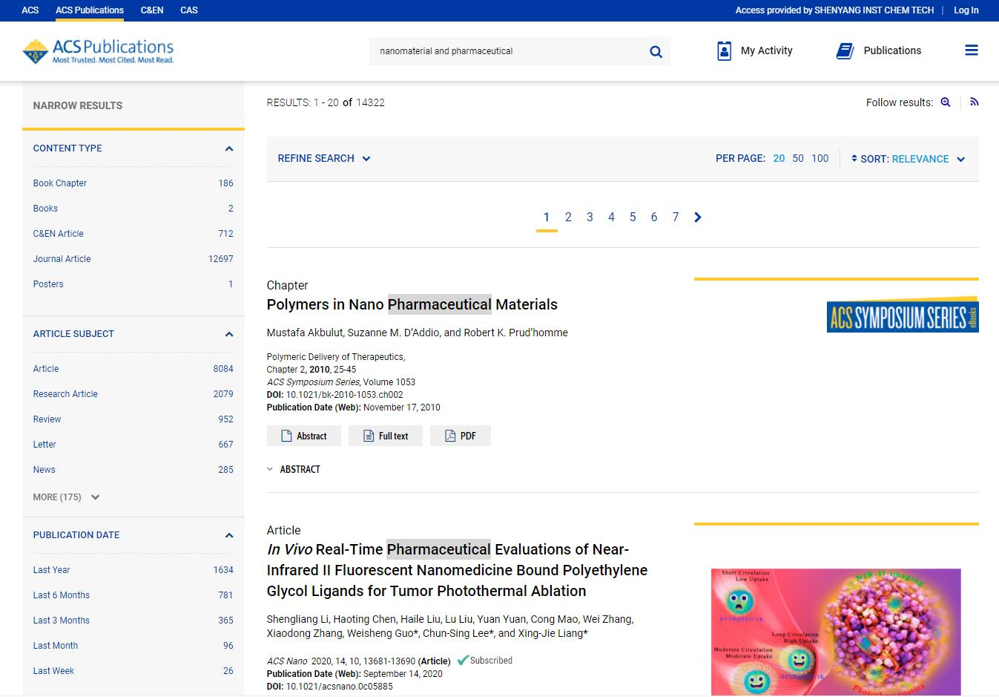 ACS ACS Publications C&EN CAS Access provided by SHENYANG INST CHEM TECH | Log In
ACS Publications
Most Trusted. Most Cited. Most Read.
nanomaterial and pharmaceutical
My Activity
Publications
NARROW RESULTS
CONTENT TYPE
Book Chapter 186
Books 2
C&EN Article 712
Journal Article 12697
Posters 1
ARTICLE SUBJECT
Article 8084
Research Article 2079
Review 952
Letter 667
News 285
MORE (175)
PUBLICATION DATE
Last Year 1634
Last 6 Months 781
Last 3 Months 365
Last Month 96
Last Week 26
RESULTS: 1 - 20 of 14322
Follow results:
REFINE SEARCH
PER PAGE: 20 50 100
SORT: RELEVANCE
1 2 3 4 5 6 7
Chapter
Polymers in Nano Pharmaceutical Materials
Mustafa Akbulut, Suzanne M. D’Addio, and Robert K. Prud’homme
Polymeric Delivery of Therapeutics,
Chapter 2, 2010, 25-45
ACS Symposium Series, Volume 1053
DOI: 10.1021/bk-2010-1053.ch002
Publication Date (Web): November 17, 2010
Abstract
Full text
PDF
ABSTRACT
ACS SYMPOSIUM SERIES eBooks
Article
In Vivo Real-Time Pharmaceutical Evaluations of Near-
Infrared II Fluorescent Nanomedicine Bound Polyethylene
Glycol Ligands for Tumor Photothermal Ablation
Shengliang Li, Haoting Chen, Haile Liu, Lu Liu, Yuan Yuan, Cong Mao, Wei Zhang,
Xiaodong Zhang, Weisheng Guo*, Chun-Sing Lee*, and Xing-Jie Liang*
ACS Nano 2020, 14, 10, 13681-13690 (Article) Subscribed
Publication Date (Web): September 14, 2020
DOI: 10.1021/acsnano.0c05885
Short Circulation
Low Uptake
NIR-II imaging
Long Circulation
High Uptake
Moderate Circulation
Moderate Uptake
Phototheranostics